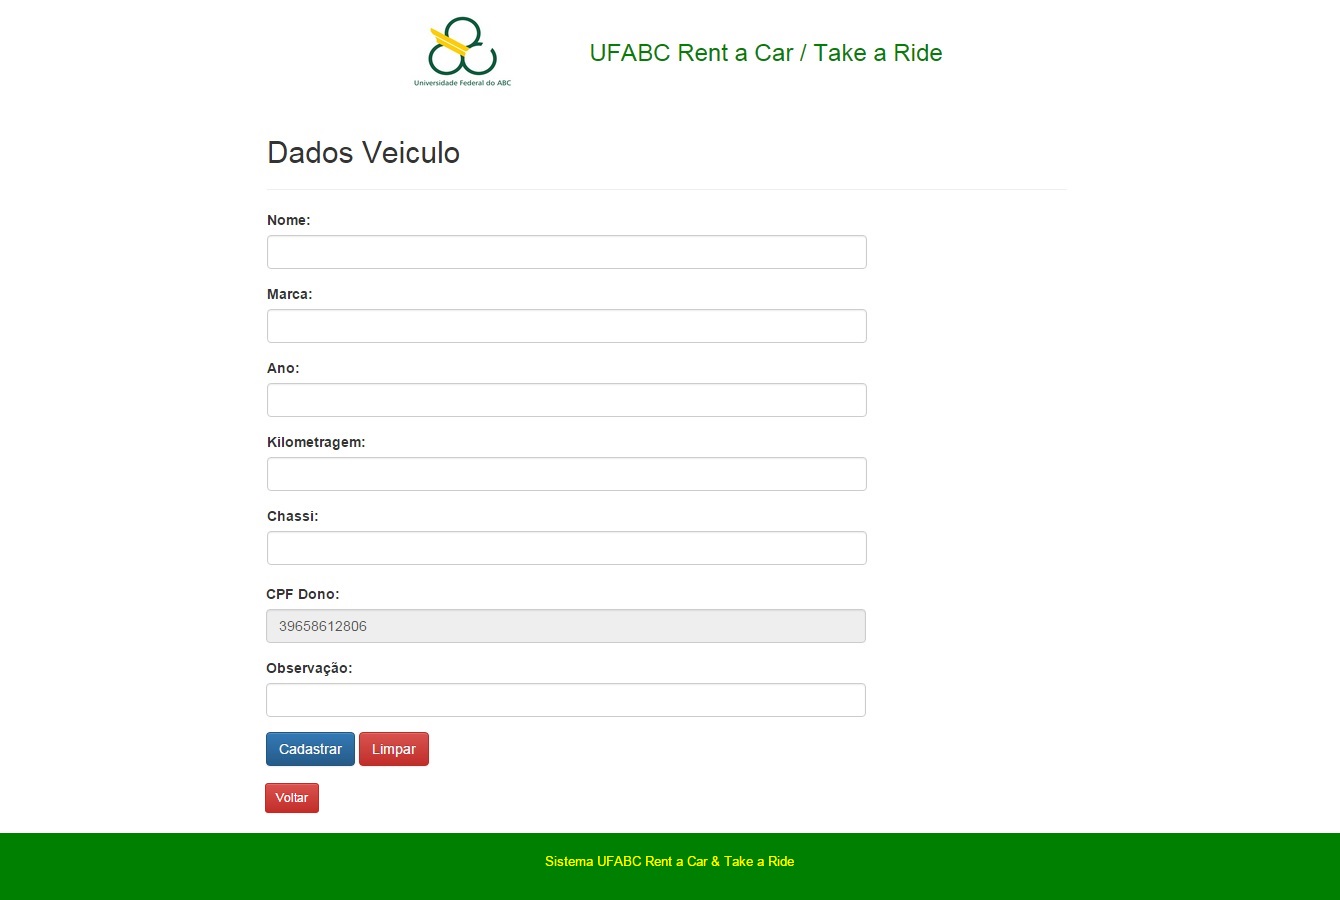 Universidade Federal do ABC
UFABC Rent a Car / Take a Ride
Dados Veiculo
Nome:
Marca:
Ano:
Kilometragem:
Chassi:
CPF Dono:
39658612806
Observação:
Cadastrar Limpar
Voltar
Sistema UFABC Rent a Car & Take a Ride